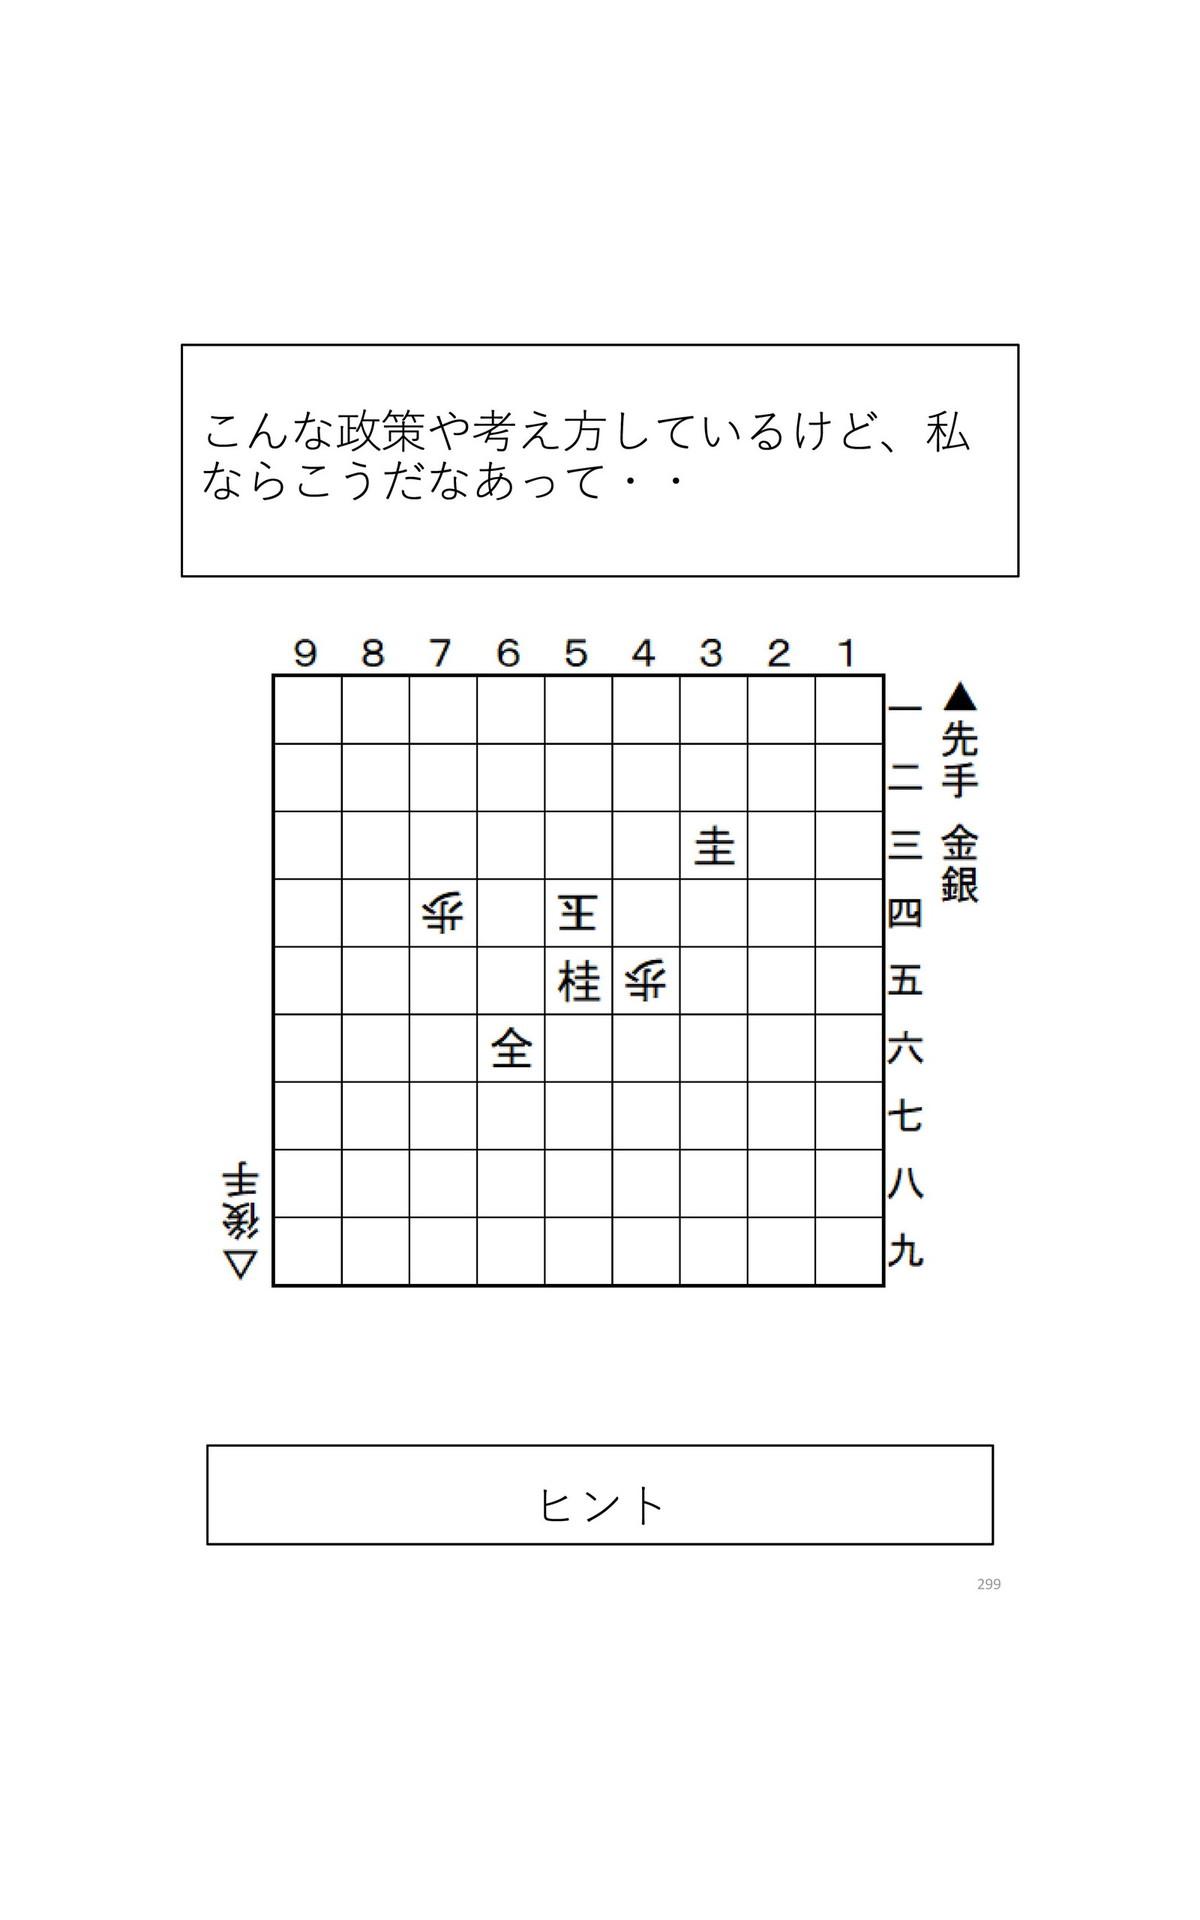 こんな政策や考え方しているけど、私
ならこうだなあって・・
9 8 7 6 5 4 3 2 1
▲先手 金銀
一
二
三
四
五
六
七
八
九
圭
歩 王
桂 歩
全
△後手
ヒント
299